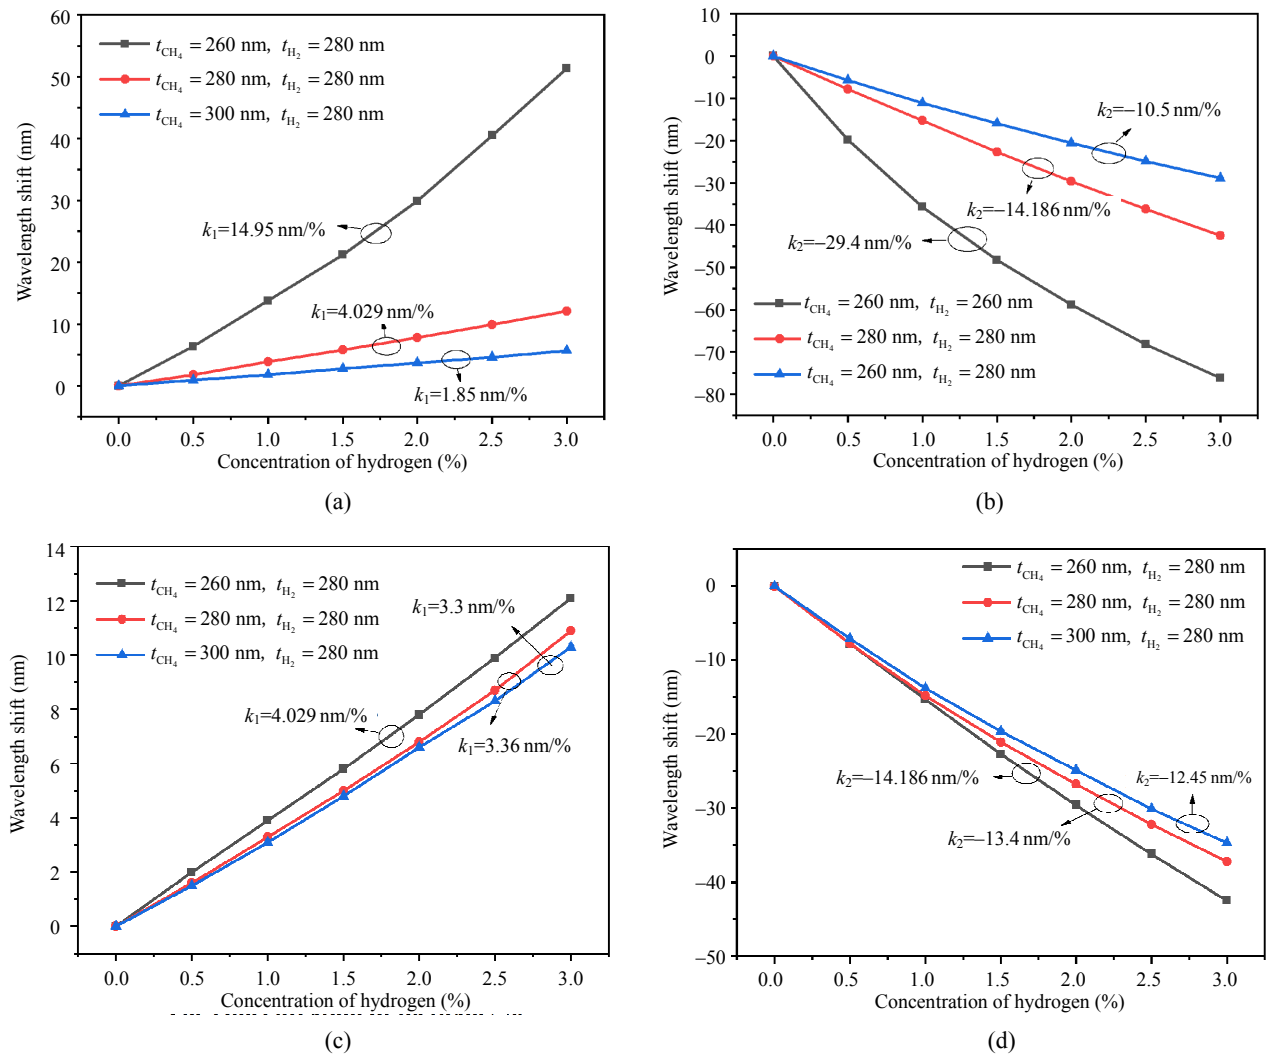 60
50
40
30
20
10
0
Wavelength shift (nm)
t_CH4 = 260 nm, t_H2 = 280 nm
t_CH4 = 280 nm, t_H2 = 280 nm
t_CH4 = 300 nm, t_H2 = 280 nm
k1=14.95 nm/%
k1=4.029 nm/%
k1=1.85 nm/%
0.0 0.5 1.0 1.5 2.0 2.5 3.0
Concentration of hydrogen (%)
(a)
10
0
−10
−20
−30
−40
−50
−60
−70
−80
Wavelength shift (nm)
k2=−10.5 nm/%
k2=−14.186 nm/%
k2=−29.4 nm/%
t_CH4 = 260 nm, t_H2 = 260 nm
t_CH4 = 280 nm, t_H2 = 280 nm
t_CH4 = 260 nm, t_H2 = 280 nm
0.0 0.5 1.0 1.5 2.0 2.5 3.0
Concentration of hydrogen (%)
(b)
14
12
10
8
6
4
2
0
Wavelength shift (nm)
t_CH4 = 260 nm, t_H2 = 280 nm
t_CH4 = 280 nm, t_H2 = 280 nm
t_CH4 = 300 nm, t_H2 = 280 nm
k1=3.3 nm/%
k1=4.029 nm/%
k1=3.36 nm/%
0.0 0.5 1.0 1.5 2.0 2.5 3.0
Concentration of hydrogen (%)
(c)
0
−10
−20
−30
−40
−50
Wavelength shift (nm)
t_CH4 = 260 nm, t_H2 = 280 nm
t_CH4 = 280 nm, t_H2 = 280 nm
t_CH4 = 300 nm, t_H2 = 280 nm
k2=−14.186 nm/%
k2=−12.45 nm/%
k2=−13.4 nm/%
0.0 0.5 1.0 1.5 2.0 2.5 3.0
Concentration of hydrogen (%)
(d)